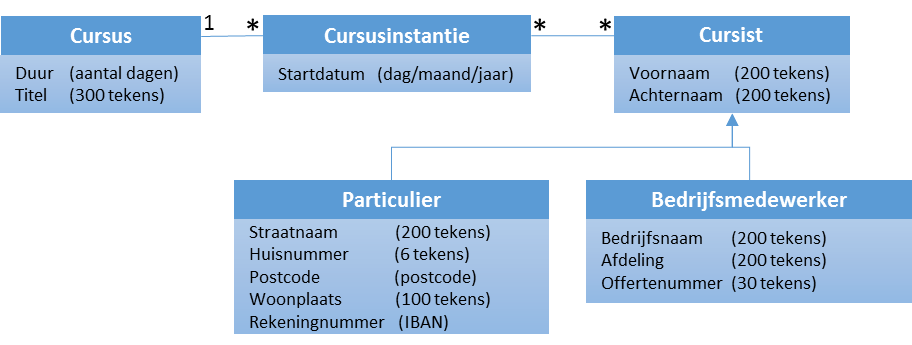 Cursus
Duur (aantal dagen)
Titel (300 tekens)
1 * * *
Cursusinstantie
Startdatum (dag/maand/jaar)
Cursist
Voornaam (200 tekens)
Achternaam (200 tekens)
Particulier
Straatnaam (200 tekens)
Huisnummer (6 tekens)
Postcode (postcode)
Woonplaats (100 tekens)
Rekeningnummer (IBAN)
Bedrijfsmedewerker
Bedrijfsnaam (200 tekens)
Afdeling (200 tekens)
Offertenummer (30 tekens)